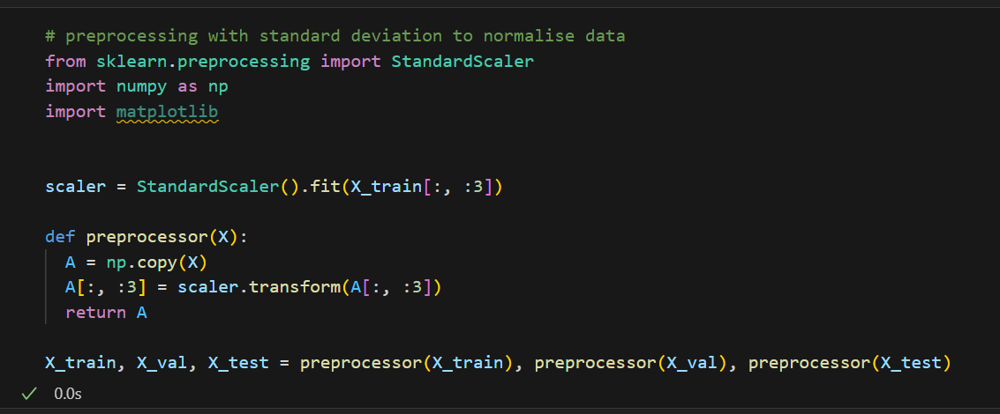 # preprocessing with standard deviation to normalise data
from sklearn.preprocessing import StandardScaler
import numpy as np
import matplotlib
scaler = StandardScaler().fit(X_train[:, :3])
def preprocessor(X):
A = np.copy(X)
A[:, :3] = scaler.transform(A[:, :3])
return A
X_train, X_val, X_test = preprocessor(X_train), preprocessor(X_val), preprocessor(X_test)
0.0s